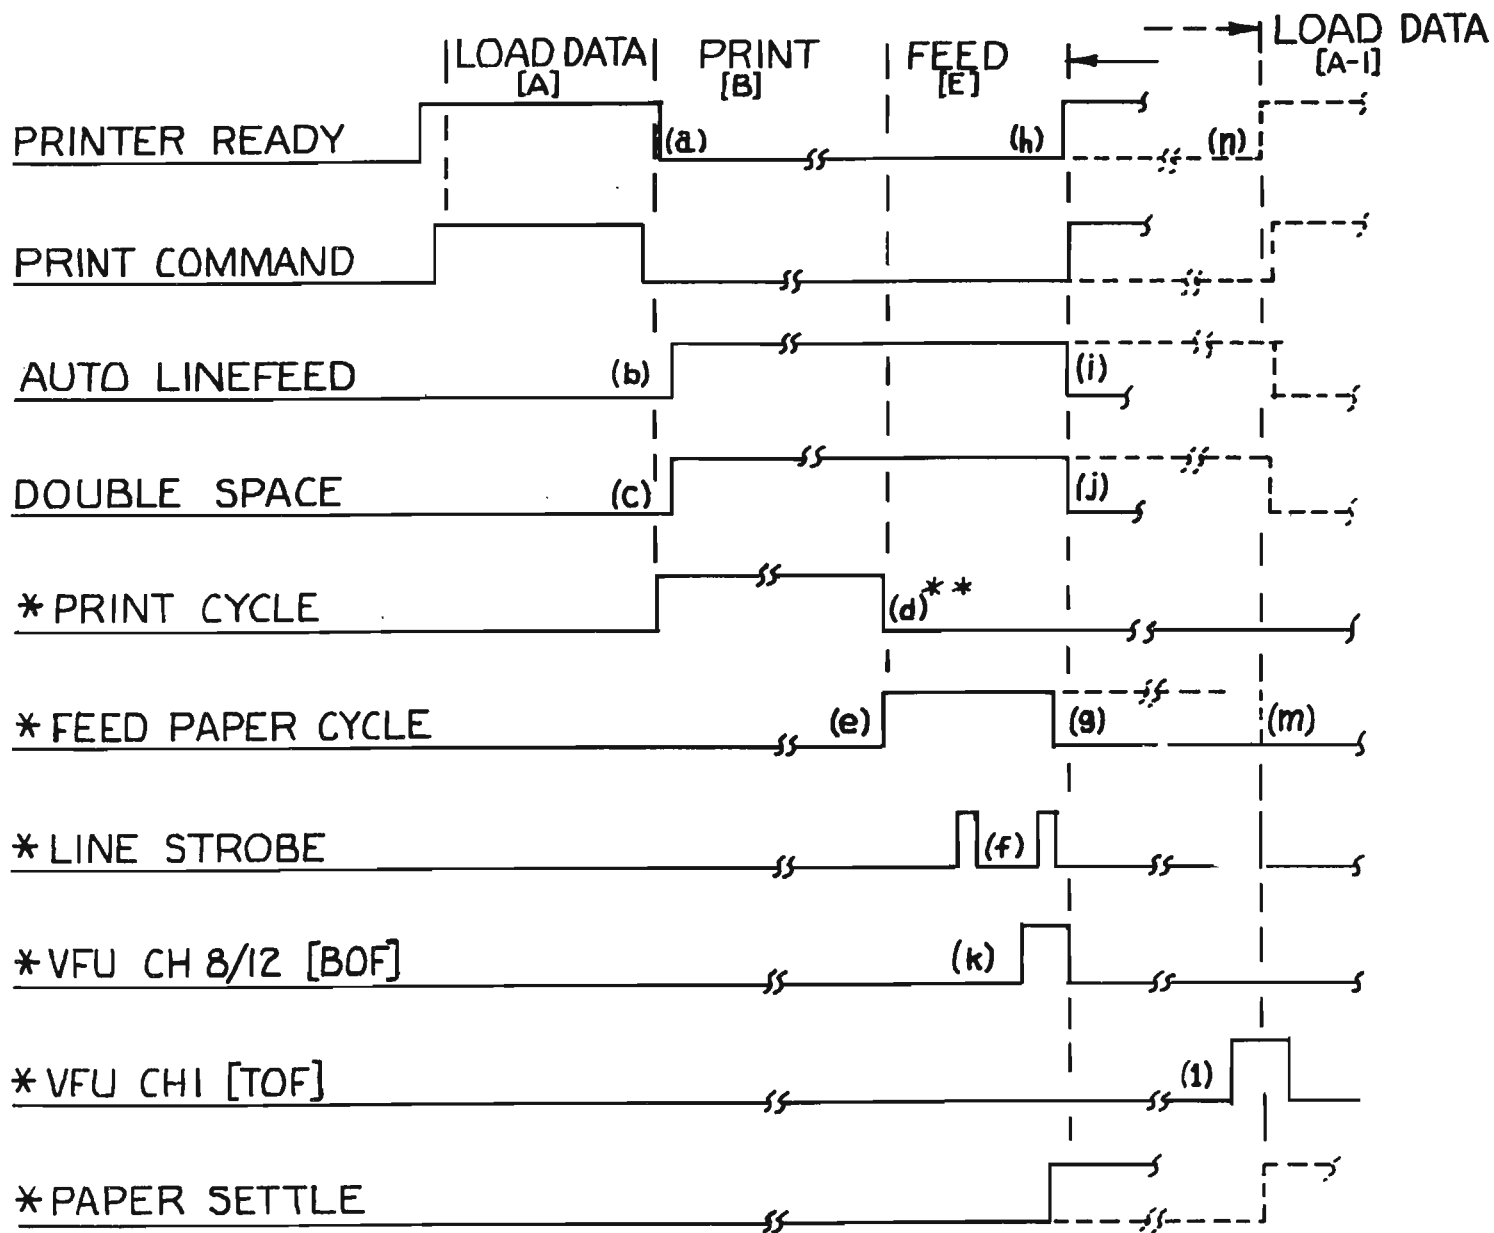 LOAD DATA PRINT FEED LOAD DATA
[A] [B] [E] [A-1]
PRINTER READY (a) (h) (n)
PRINT COMMAND
AUTO LINEFEED (b) (i)
DOUBLE SPACE (c) (j)
*PRINT CYCLE (d)**
*FEED PAPER CYCLE (e) (g) (m)
*LINE STROBE (f)
*VFU CH 8/12 [BOF] (k)
*VFU CH1 [TOF] (1)
*PAPER SETTLE